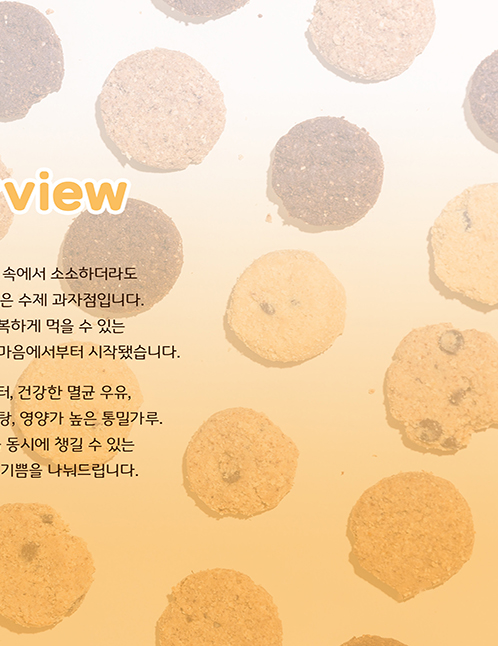 view
속에서 소소하더라도
은 수제 과자점입니다.
복하게 먹을 수 있는
마음에서부터 시작됐습니다.
터, 건강한 멸균 우유,
탕, 영양가 높은 통밀가루.
동시에 챙길 수 있는
기쁨을 나눠드립니다.